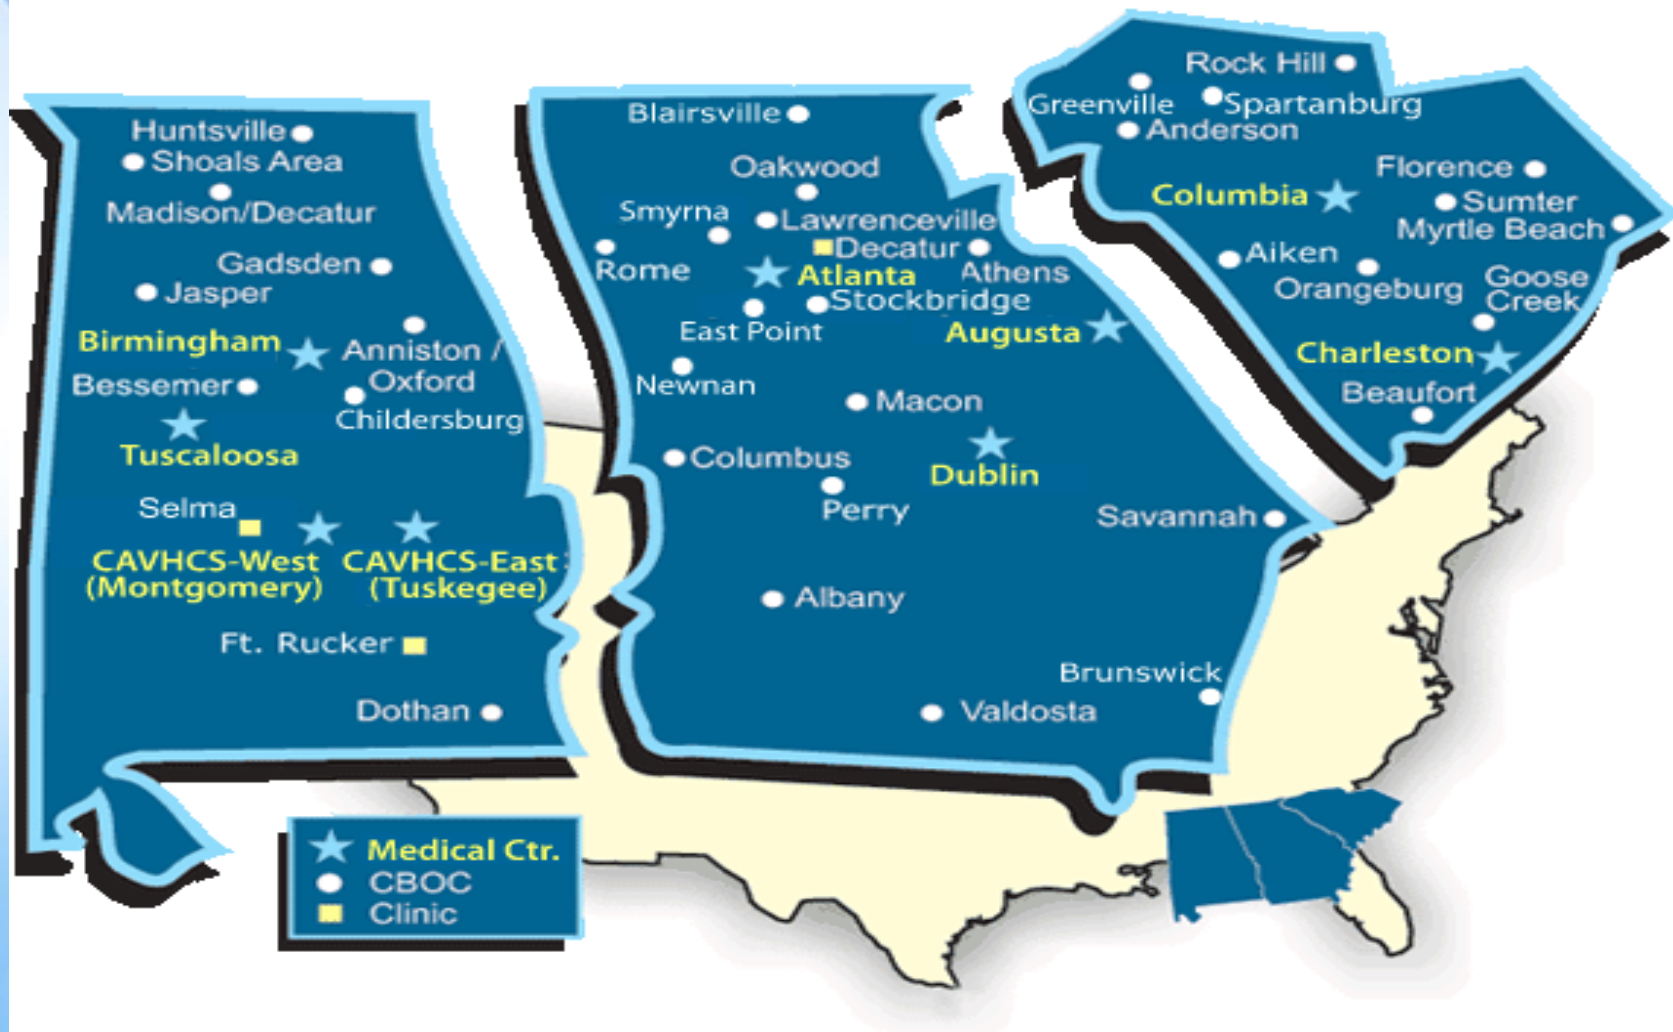 Huntsville
Shoals Area
Madison/Decatur
Gadsden
Jasper
Birmingham
Anniston /
Oxford
Bessemer
Childersburg
Tuscaloosa
Selma
CAVHCS-West
(Montgomery)
CAVHCS-East
(Tuskegee)
Ft. Rucker
Dothan
Blairsville
Oakwood
Smyrna
Lawrenceville
Decatur
Rome
Atlanta
Athens
Stockbridge
East Point
Augusta
Newnan
Macon
Columbus
Dublin
Perry
Savannah
Albany
Brunswick
Valdosta
Rock Hill
Greenville
Spartanburg
Anderson
Florence
Columbia
Sumter
Myrtle Beach
Aiken
Orangeburg
Goose
Creek
Charleston
Beaufort
Medical Ctr.
CBOC
Clinic